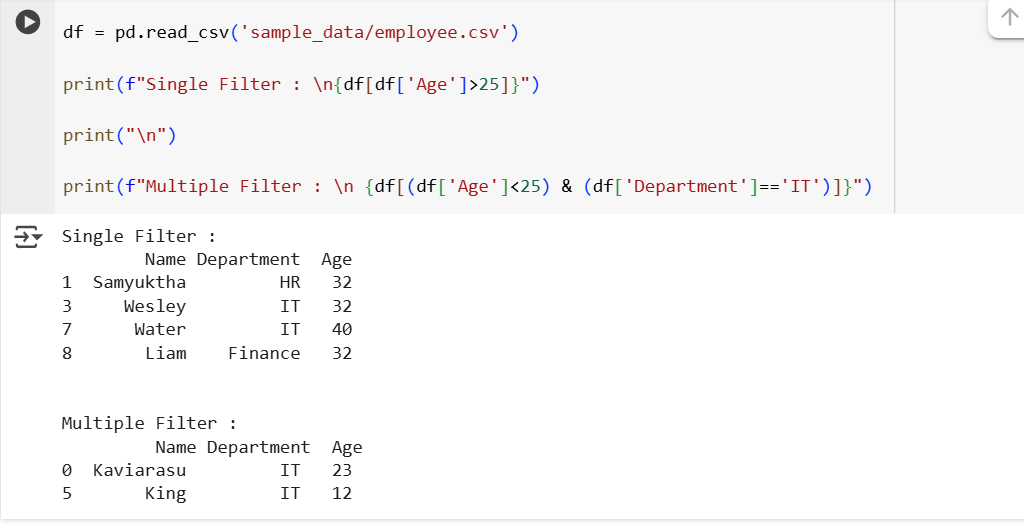 df = pd.read_csv('sample_data/employee.csv')
print(f"Single Filter : \n{df[df['Age']>25]}")
print("\n")
print(f"Multiple Filter : \n {df[(df['Age']<25) & (df['Department']=='IT')]}")
Single Filter :
Name Department Age
1 Samyuktha HR 32
3 Wesley IT 32
7 Water IT 40
8 Liam Finance 32
Multiple Filter :
Name Department Age
0 Kaviarasu IT 23
5 King IT 12